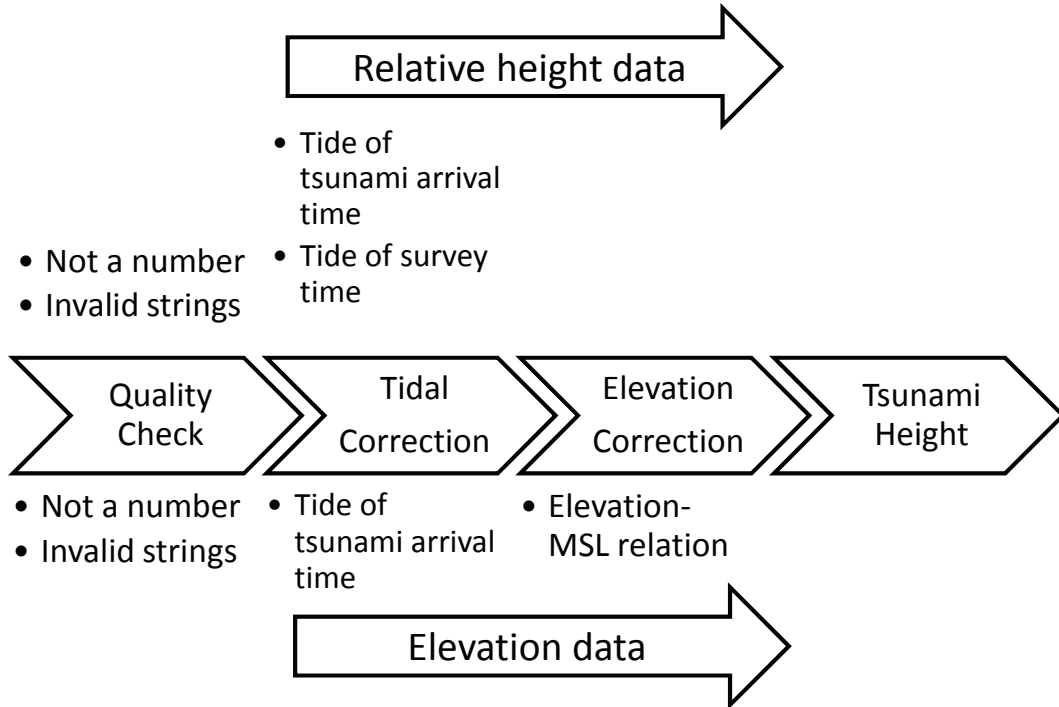 Relative height data
• Tide of
tsunami arrival
time
• Tide of survey
time
• Not a number
• Invalid strings
Quality
Check
Tidal
Correction
Elevation
Correction
Tsunami
Height
• Not a number
• Invalid strings
• Tide of
tsunami arrival
time
• Elevation-
MSL relation
Elevation data